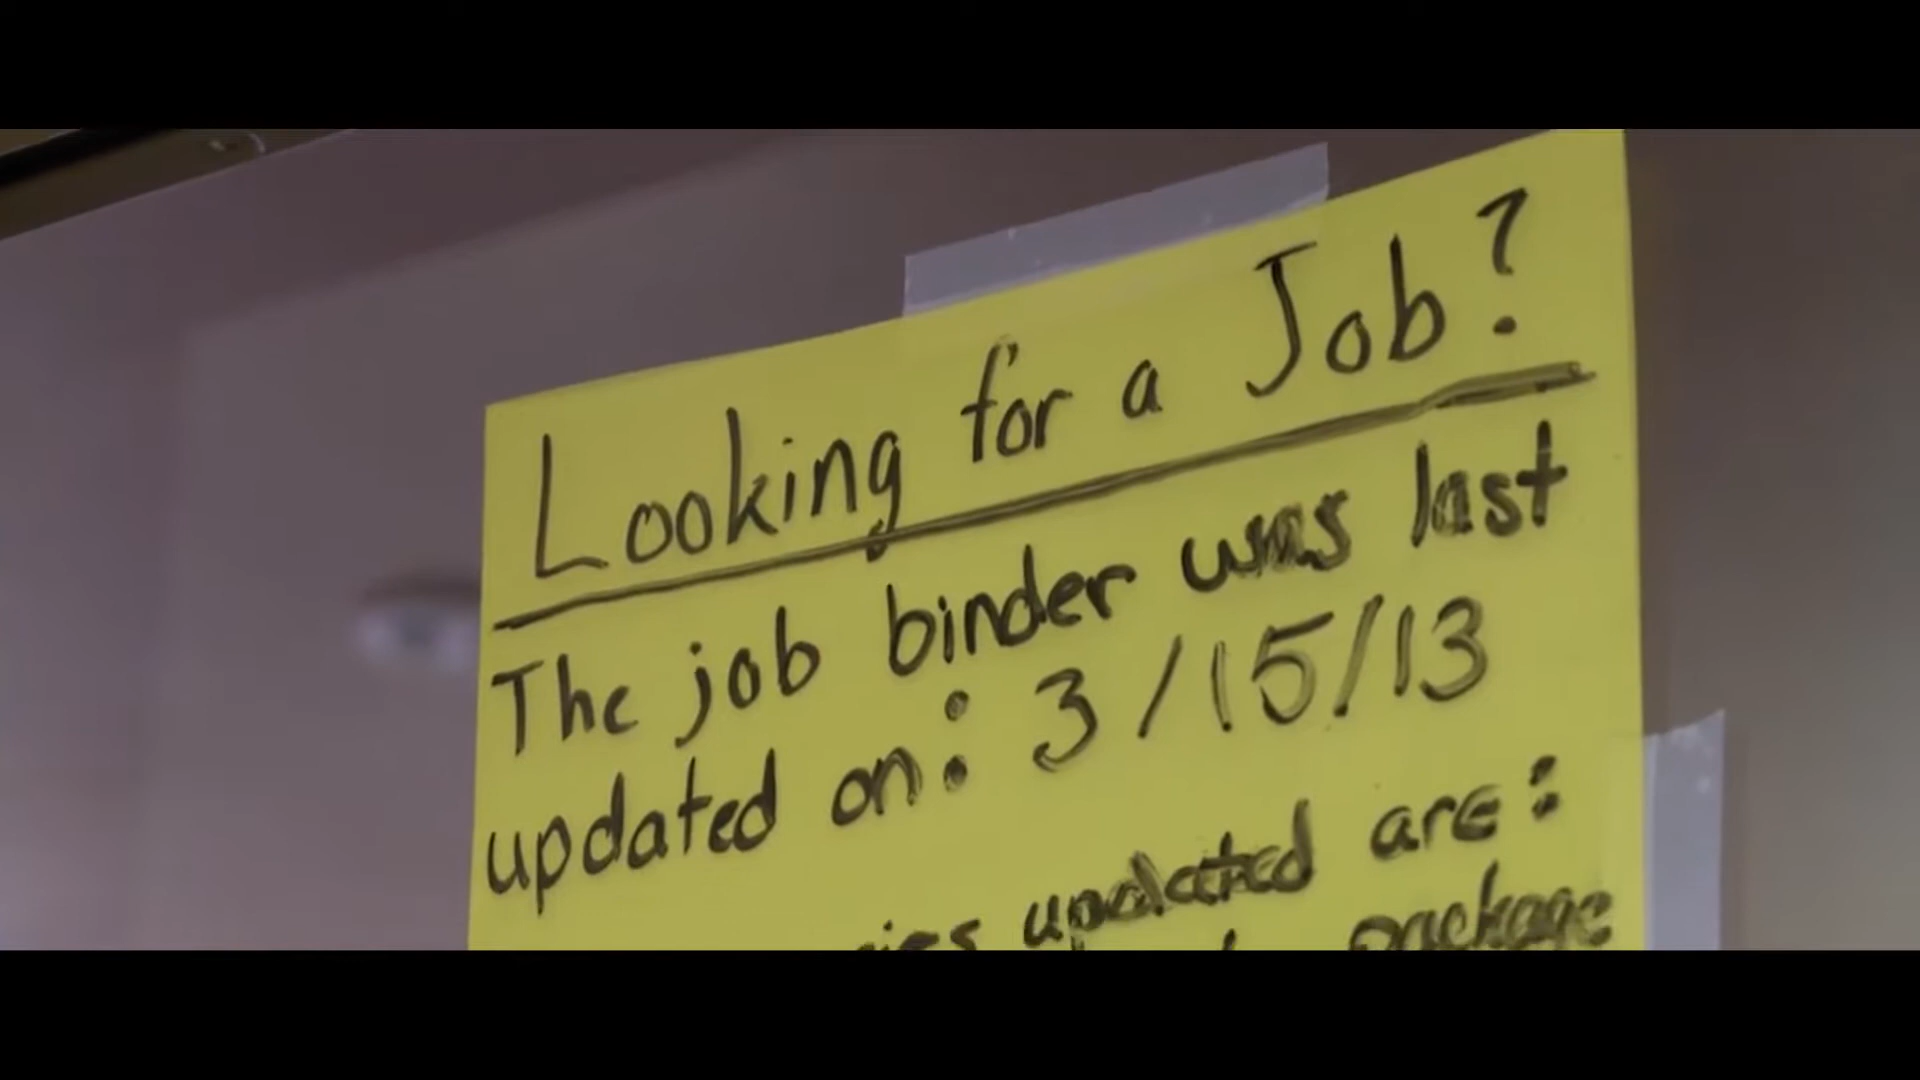 Looking for a Job?
The job binder was last
updated on: 3/15/13
updated are:
package